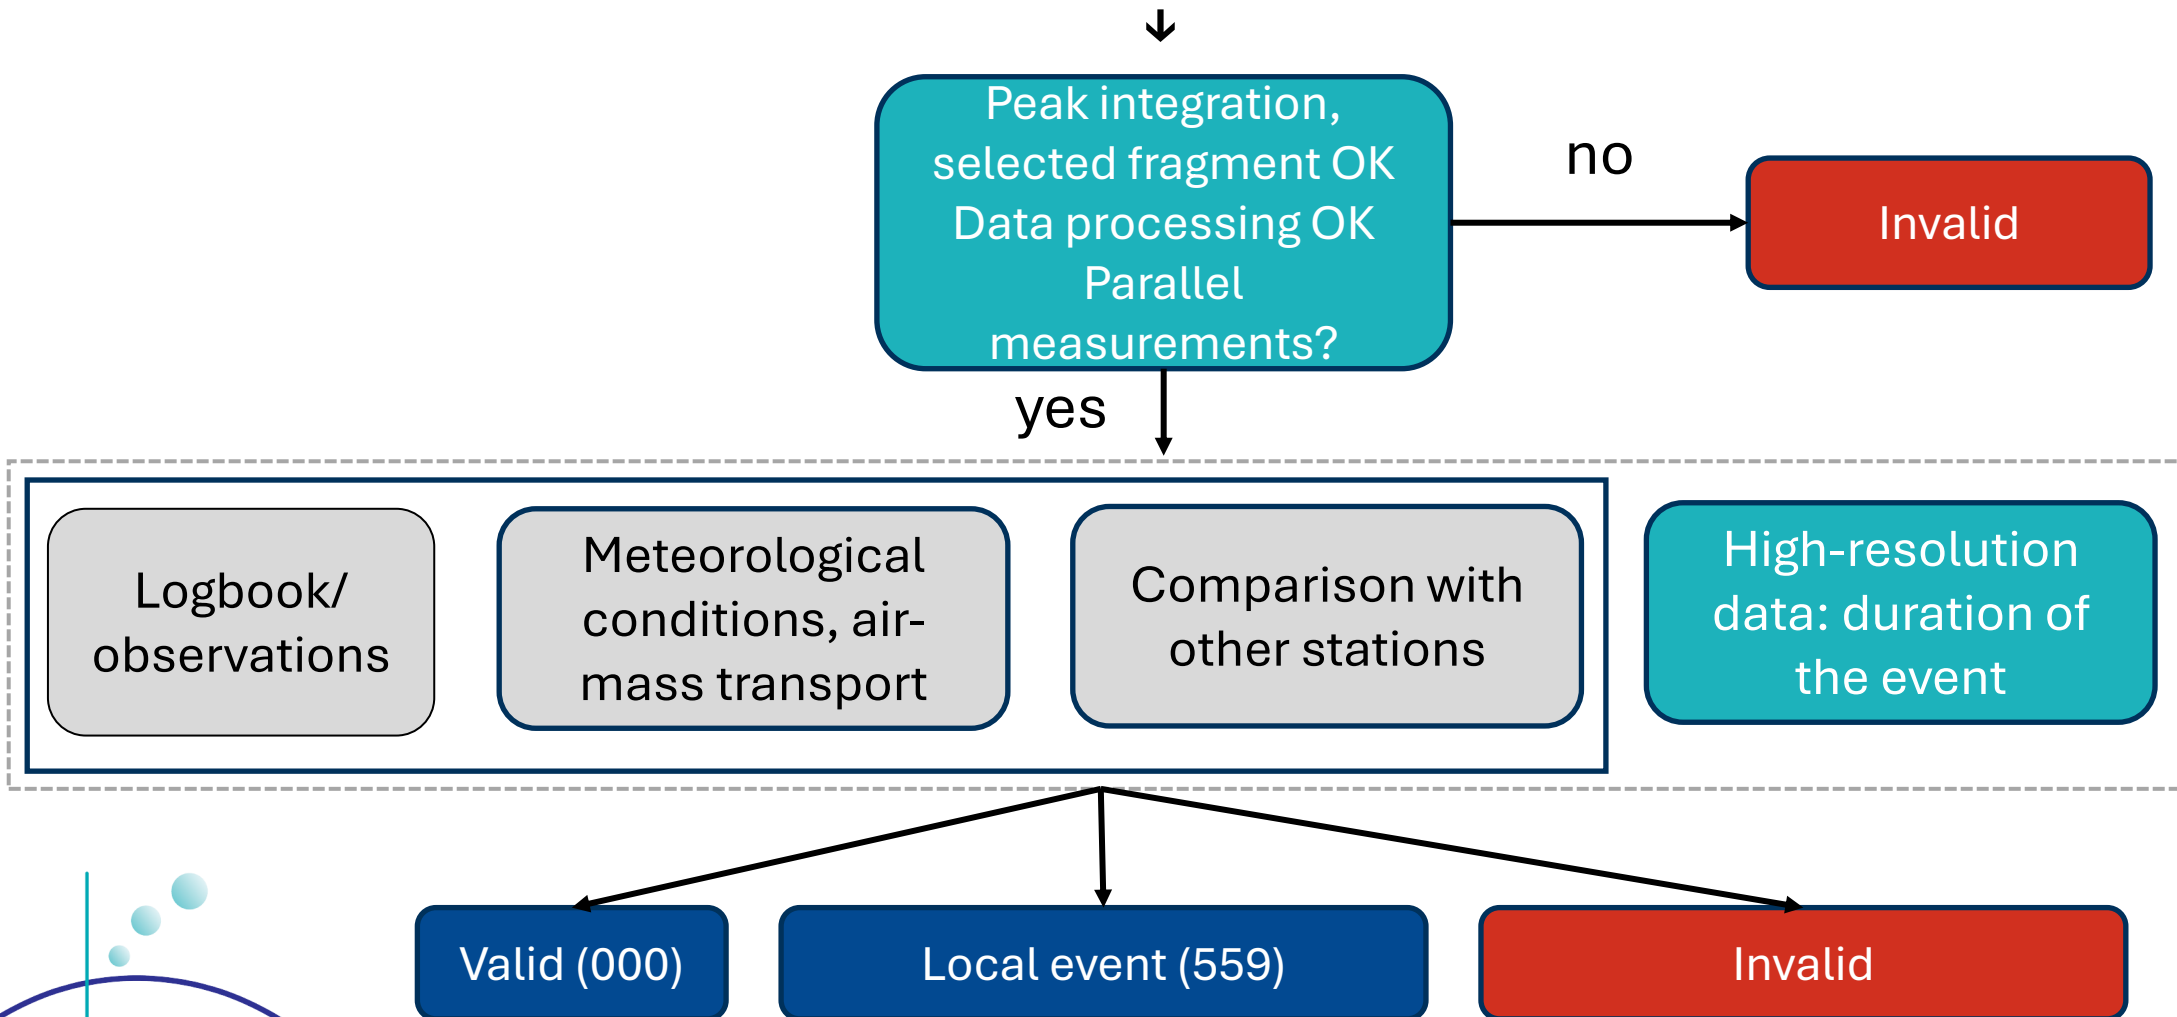 Peak integration,
selected fragment OK
Data processing OK
Parallel
measurements?
no
Invalid
yes
Logbook/
observations
Meteorological
conditions, air-
mass transport
Comparison with
other stations
High-resolution
data: duration of
the event
Valid (000)
Local event (559)
Invalid